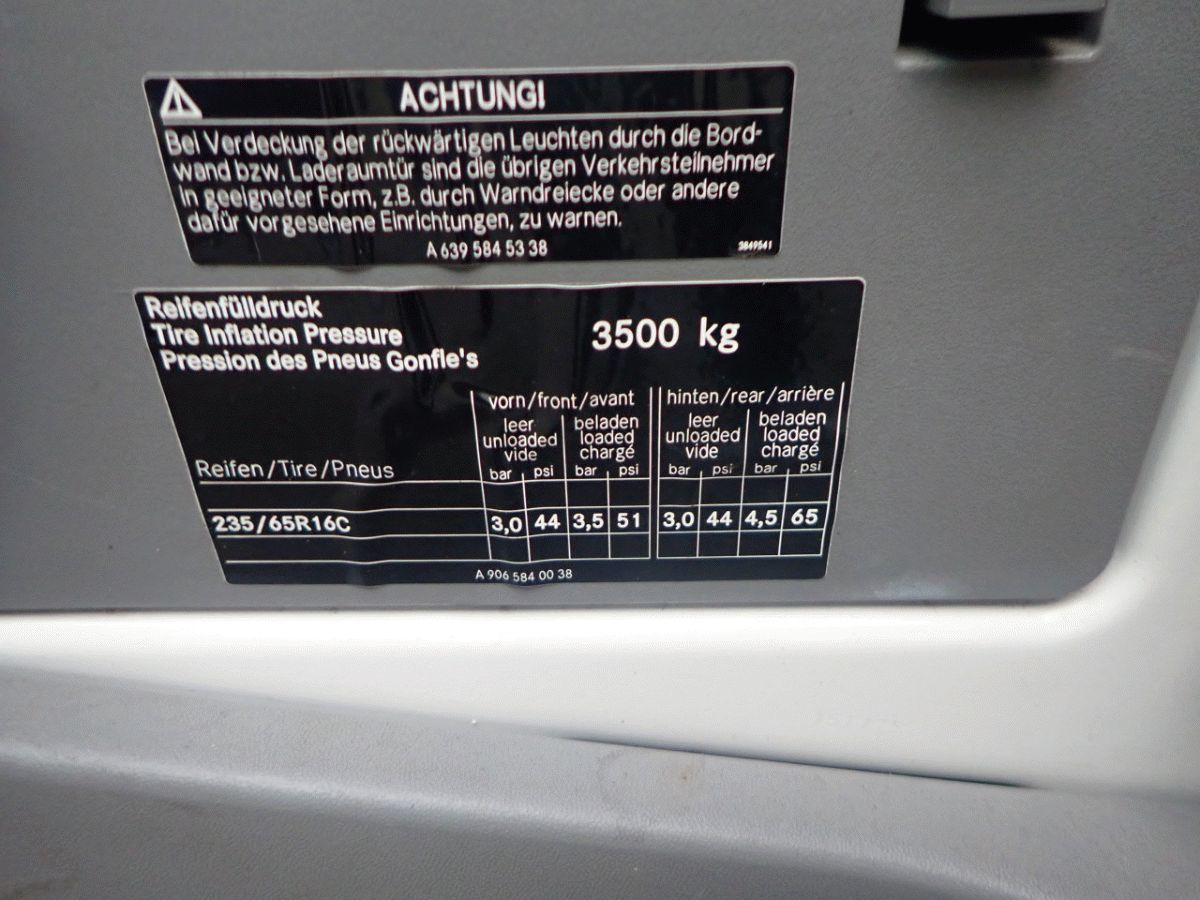 ACHTUNG!
Bei Verdeckung der rückwärtigen Leuchten durch die Bord-
wand bzw. Laderaumtür sind die übrigen Verkehrsteilnehmer
in geeigneter Form, z.B. durch Warndreiecke oder andere
dafür vorgesehene Einrichtungen, zu warnen.
A 639 584 53 38 3849541
Reifenfülldruck
Tire Inflation Pressure 3500 kg
Pression des Pneus Gonfle's
vorn/front/avant hinten/rear/arrière
leer beladen leer beladen
unloaded loaded unloaded loaded
vide chargé vide chargé
Reifen/Tire/Pneus bar psi bar psi bar psi bar psi
235/65R16C 3,0 44 3,5 51 3,0 44 4,5 65
A 906 584 00 38